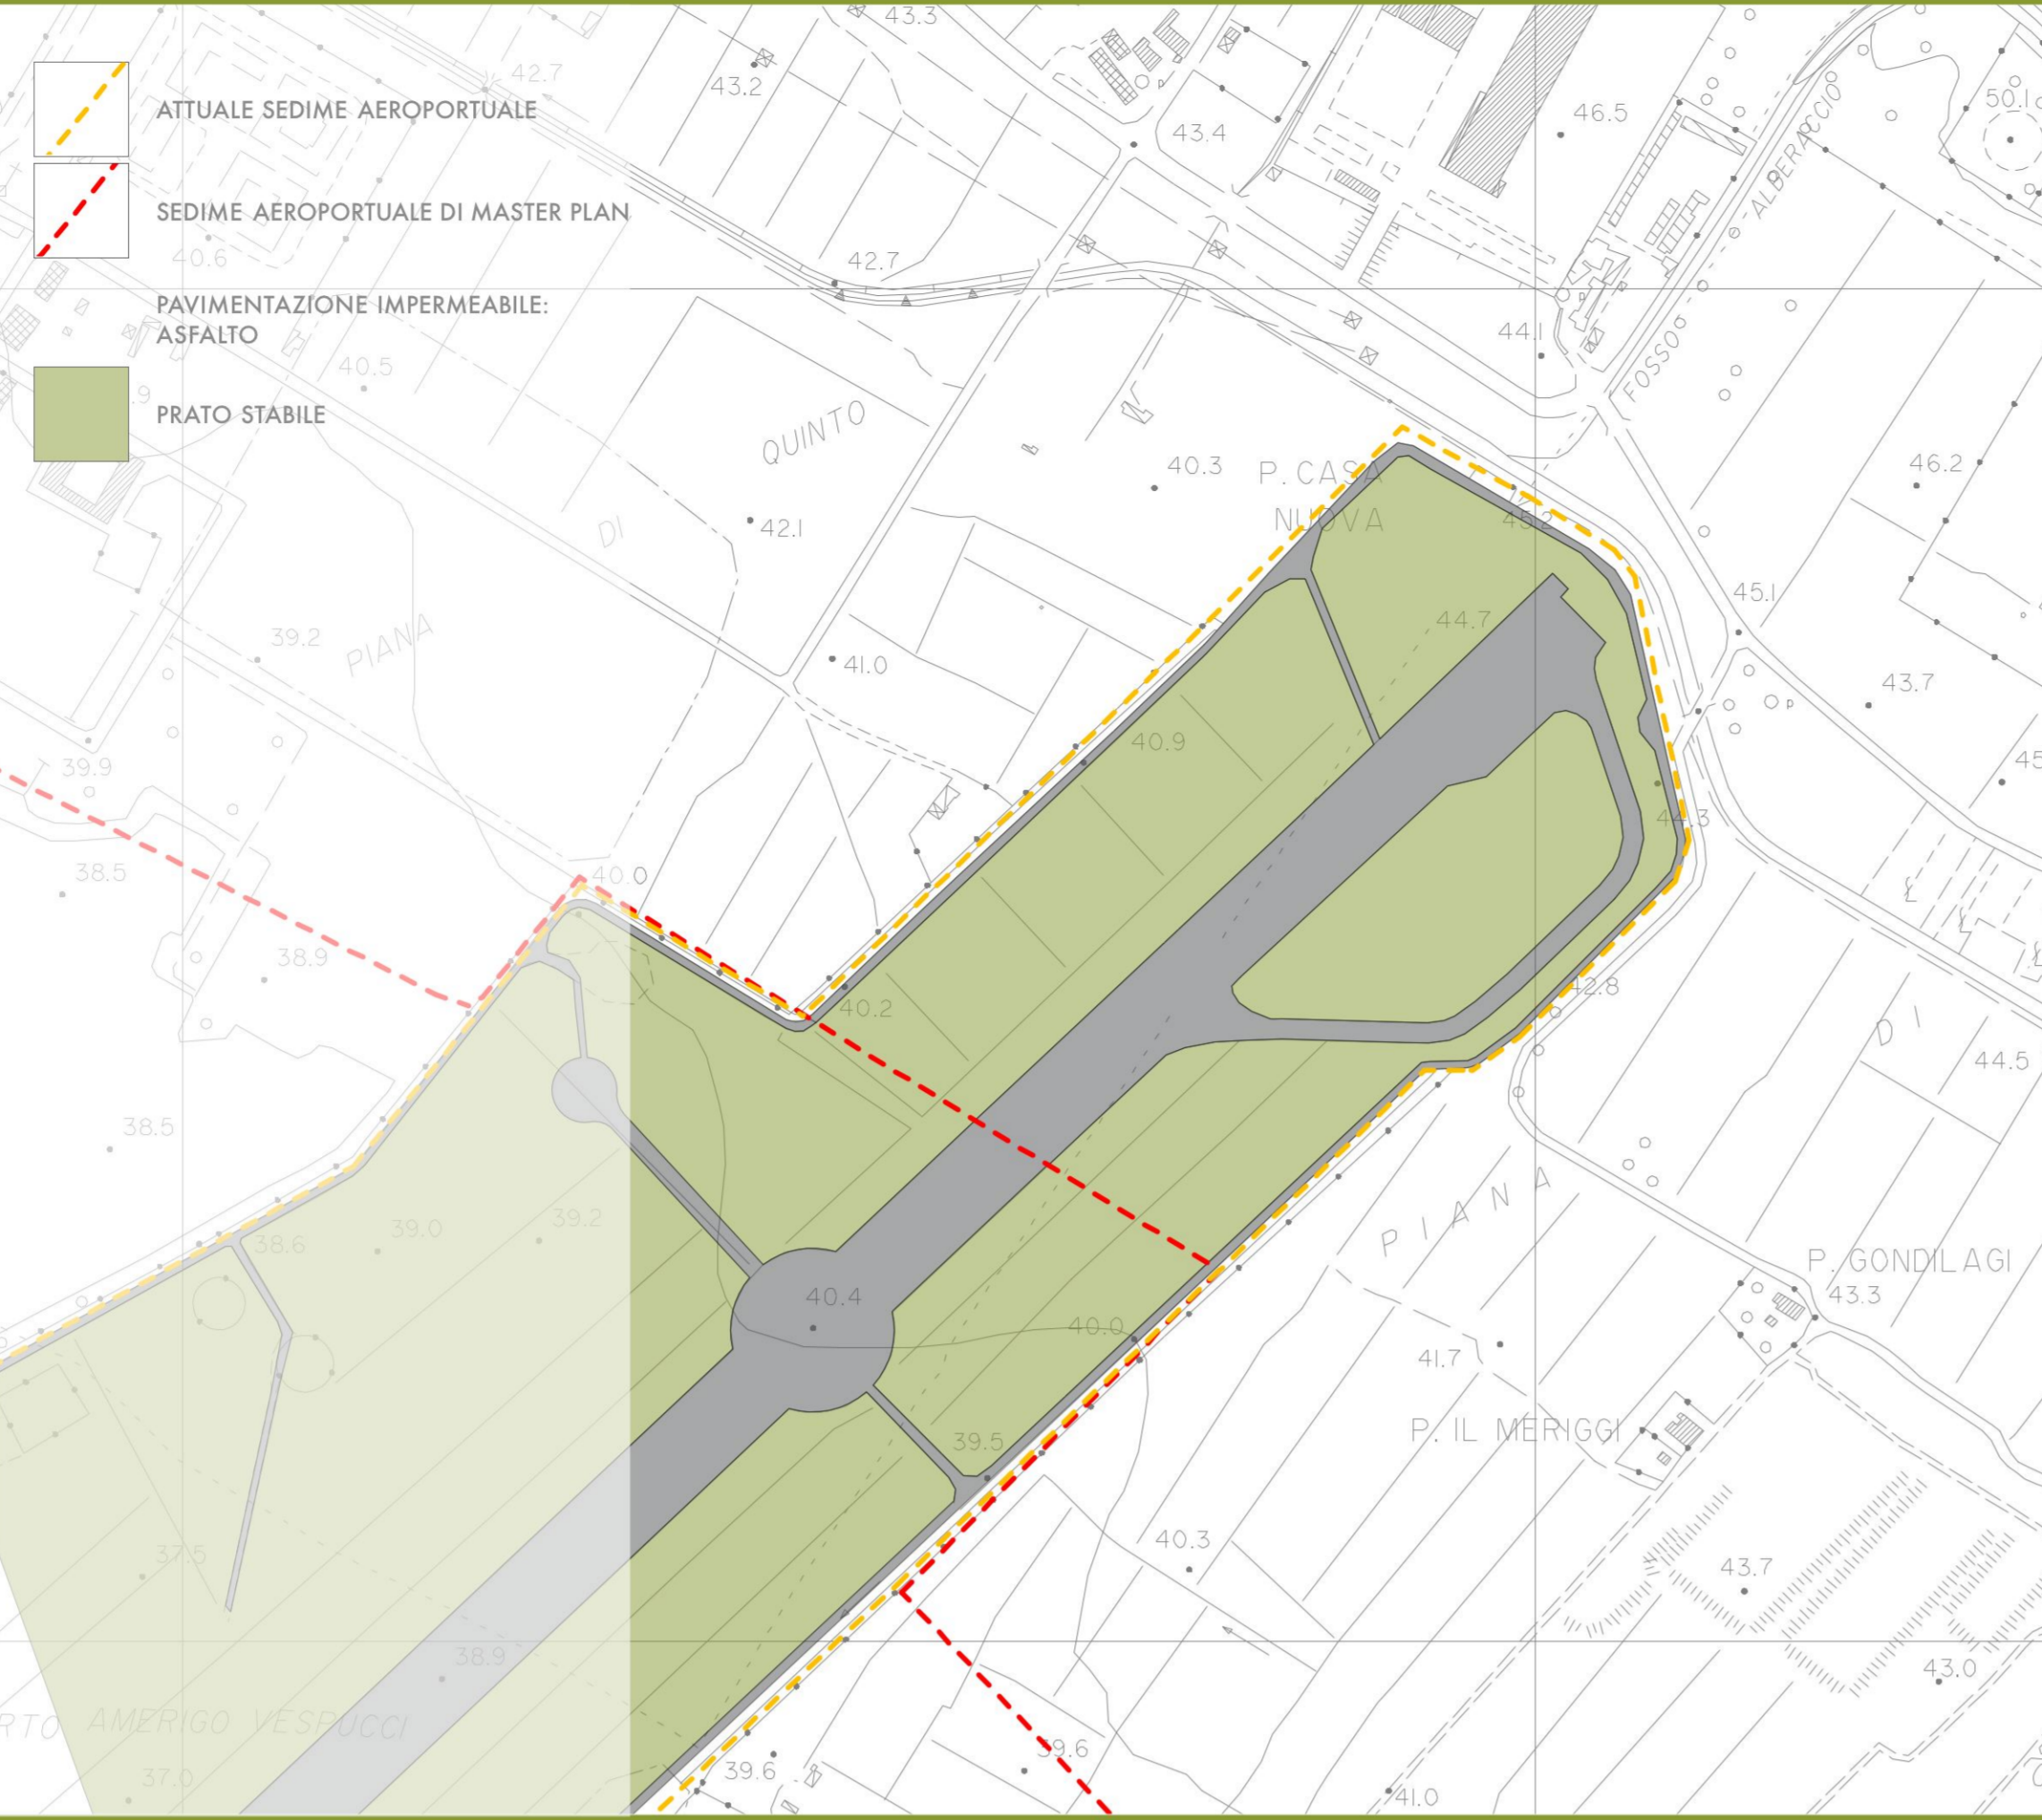 43.3
42.7
43.2
ATTUALE SEDIME AEROPORTUALE
46.5
50.1
43.4
ALBERACCIO
SEDIME AEROPORTUALE DI MASTER PLAN
40.6
42.7
PAVIMENTAZIONE IMPERMEABILE:
ASFALTO
44.1
FOSSO
40.5
.9
PRATO STABILE
QUINTO
40.3
P. CASA
NUOVA
46.2
45.2
42.1
DI
45.1
44.7
39.2
PIANA
41.0
43.7
P
40.9
39.9
45
44.3
38.5
40.0
38.9
42.8
40.2
DI
44.5
38.5
PIANA
39.2
39.0
38.6
P. GONDILAGI
43.3
40.4
40.0
41.7
P. IL MERIGGI
39.5
40.3
37.5
43.7
38.9
43.0
RTO AMERIGO VESPUCCI
39.6
39.6
37.0
41.0